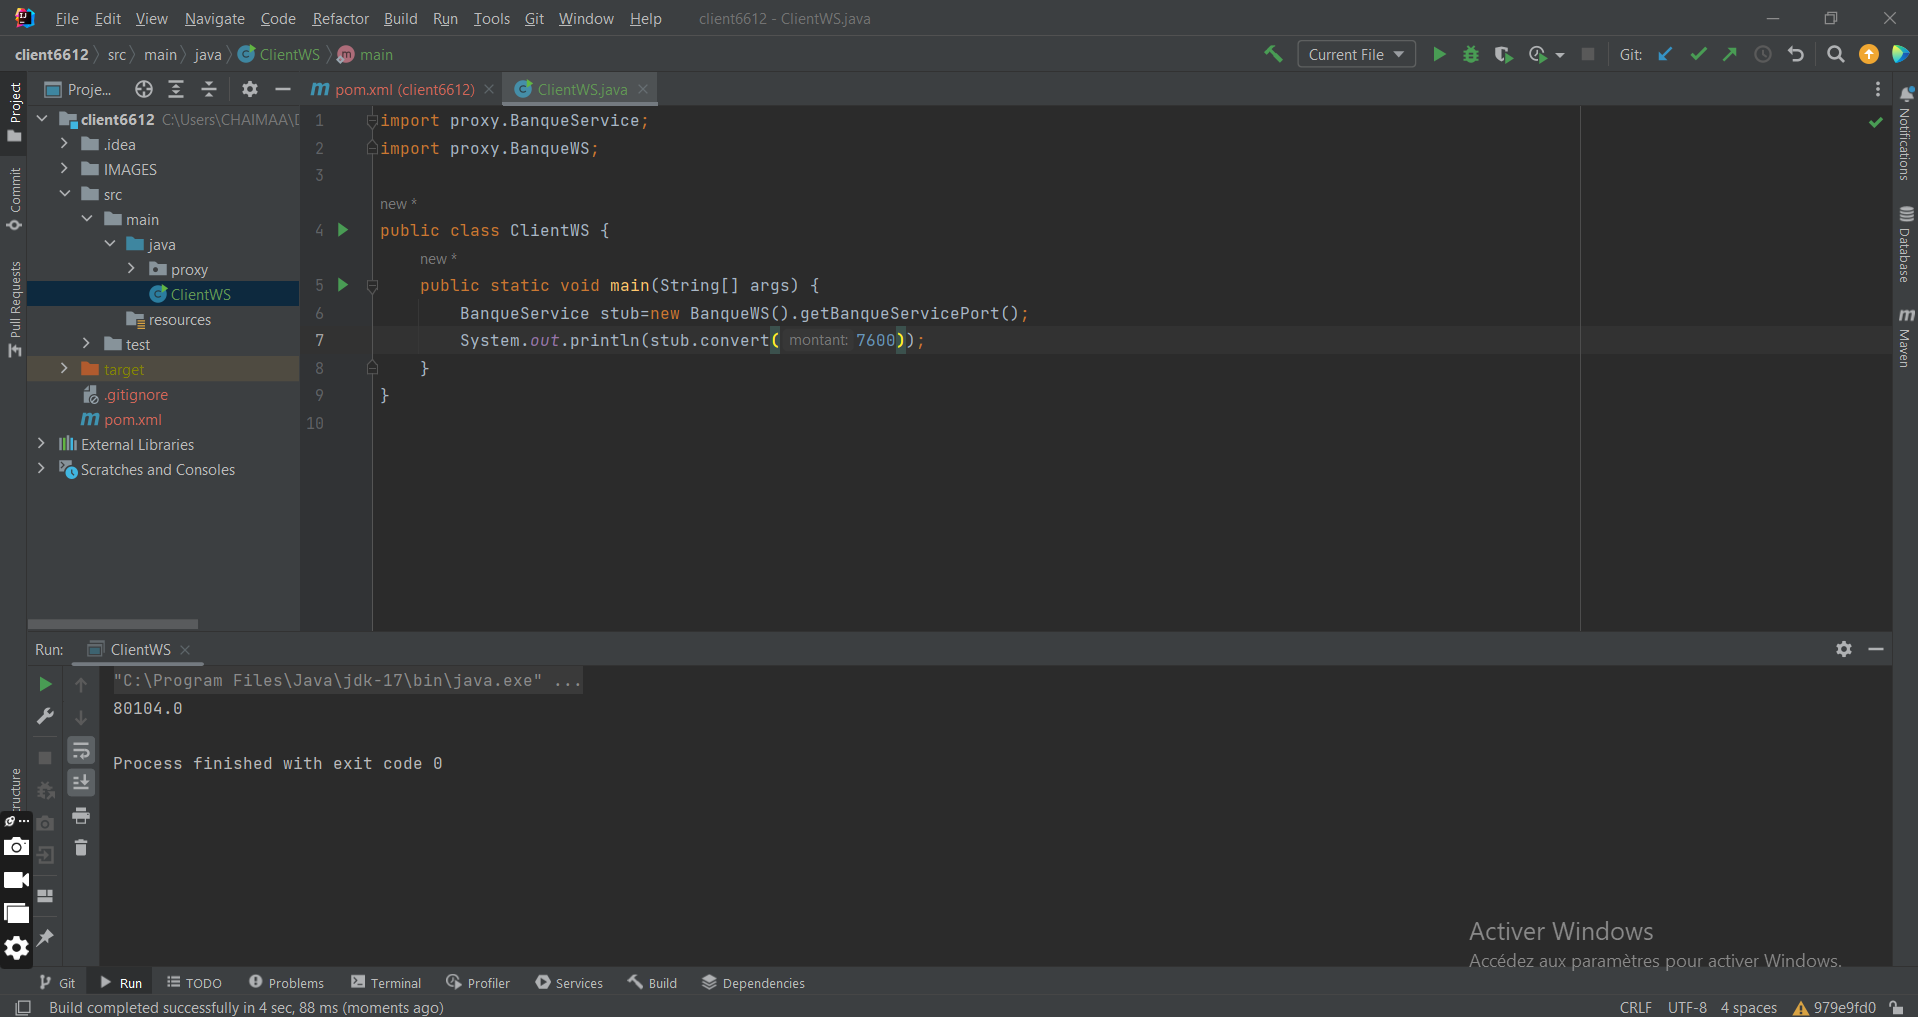 File Edit View Navigate Code Refactor Build Run Tools Git Window Help client6612 - ClientWS.java
client6612 src main java ClientWS main Current File Git:
Project
Commit
Pull Requests
Proje...
client6612 C:\Users\CHAIMAA\D
.idea
IMAGES
src
main
java
proxy
ClientWS
resources
test
target
.gitignore
pom.xml
External Libraries
Scratches and Consoles
pom.xml (client6612) ClientWS.java
1 import proxy.BanqueService;
2 import proxy.BanqueWS;
3
new *
4 public class ClientWS {
new *
5 public static void main(String[] args) {
6 BanqueService stub=new BanqueWS().getBanqueServicePort();
7 System.out.println(stub.convert( montant: 7600));
8 }
9 }
10
Notifications
Database
Maven
Run: ClientWS
"C:\Program Files\Java\jdk-17\bin\java.exe" ...
80104.0
Process finished with exit code 0
ructure
Activer Windows
Accédez aux paramètres pour activer Windows.
Git Run TODO Problems Terminal Profiler Services Build Dependencies
Build completed successfully in 4 sec, 88 ms (moments ago) CRLF UTF-8 4 spaces 979e9fd0